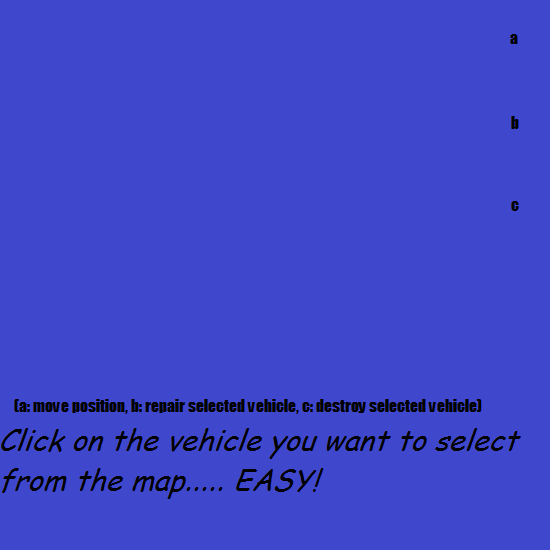 a
b
c
(a: move position, b: repair selected vehicle, c: destroy selected vehicle)
Click on the vehicle you want to select
from the map..... EASY!